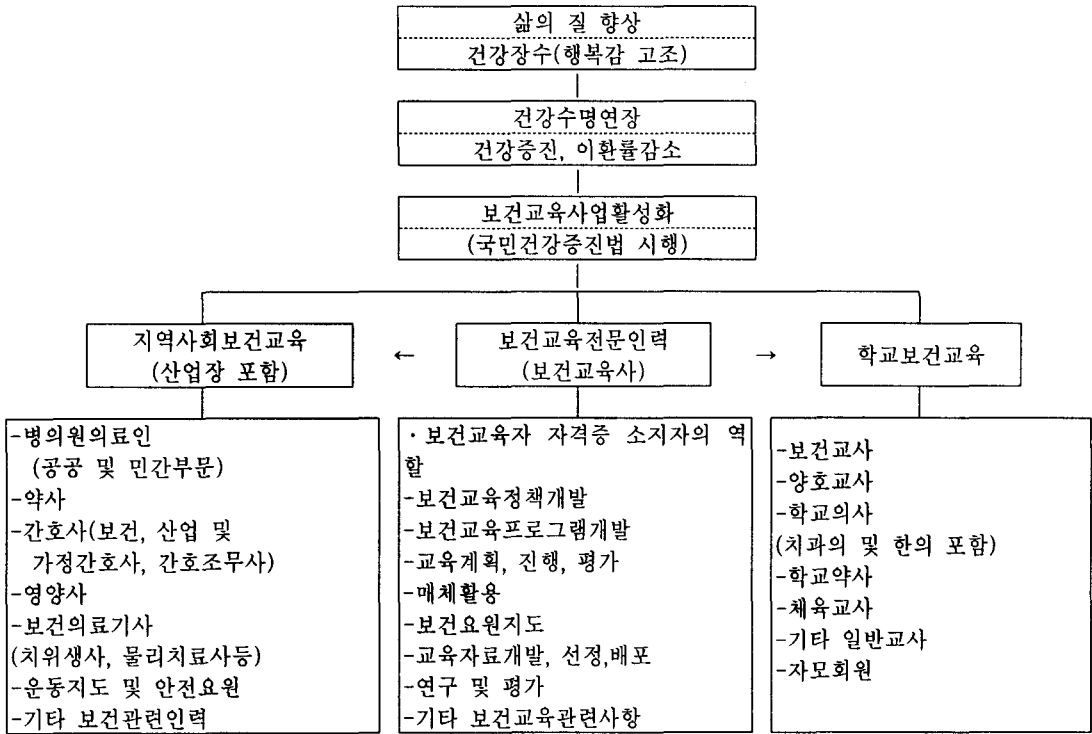 삶의 질 향상
건강장수(행복감 고조)
건강수명연장
건강증진, 이환률감소
보건교육사업활성화
(국민건강증진법 시행)
지역사회보건교육
(산업장 포함)
←
보건교육전문인력
(보건교육사)
→
학교보건교육
-병의원의료인
(공공 및 민간부문)
-약사
-간호사(보건, 산업 및
가정간호사, 간호조무사)
-영양사
-보건의료기사
(치위생사, 물리치료사등)
-운동지도 및 안전요원
-기타 보건관련인력
·보건교육자 자격증 소지자의 역
할
-보건교육정책개발
-보건교육프로그램개발
-교육계획, 진행, 평가
-매체활용
-보건요원지도
-교육자료개발, 선정,배포
-연구 및 평가
-기타 보건교육관련사항
-보건교사
-양호교사
-학교의사
(치과의 및 한의 포함)
-학교약사
-체육교사
-기타 일반교사
-자모회원